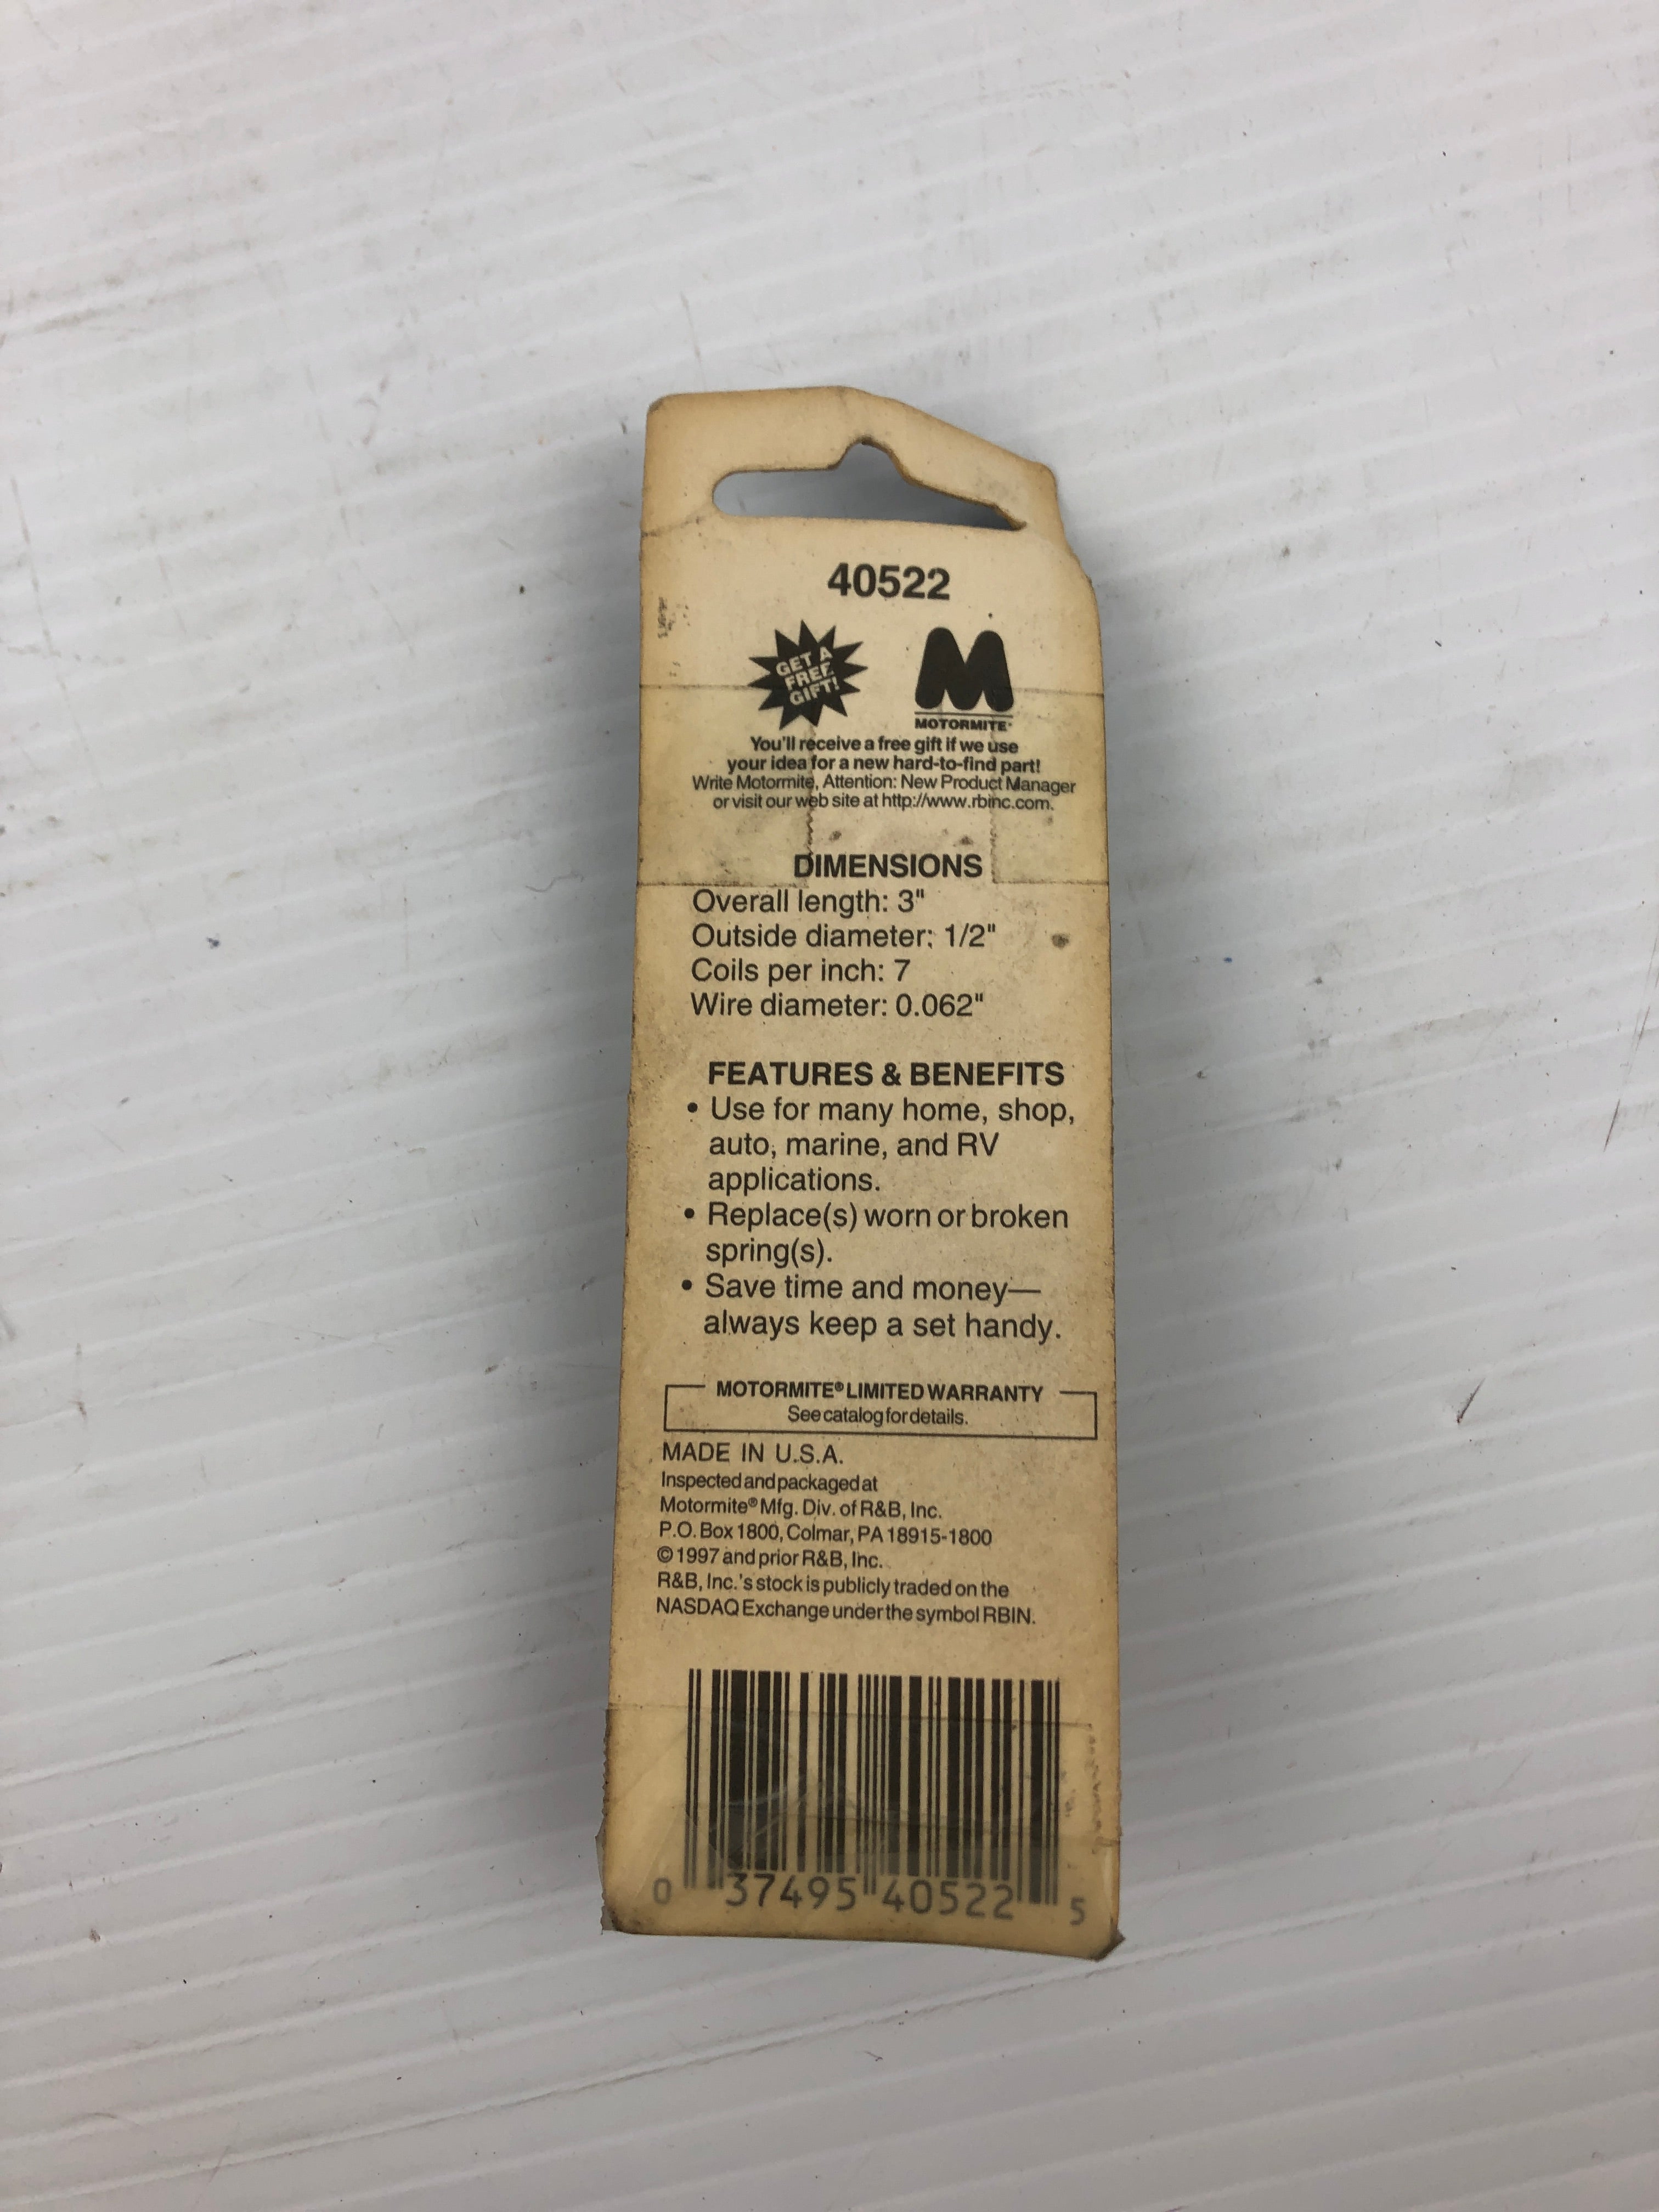 40522
GET A
FREE
GIFT!
MOTORMITE
You'll receive a free gift if we use
your idea for a new hard-to-find part!
Write Motormite, Attention: New Product Manager
or visit our web site at http://www.rbinc.com.
DIMENSIONS
Overall length: 3"
Outside diameter: 1/2"
Coils per inch: 7
Wire diameter: 0.062"
FEATURES & BENEFITS
• Use for many home, shop,
auto, marine, and RV
applications.
• Replace(s) worn or broken
spring(s).
• Save time and money—
always keep a set handy.
MOTORMITE® LIMITED WARRANTY
See catalog for details.
MADE IN U.S.A.
Inspected and packaged at
Motormite® Mfg. Div. of R&B, Inc.
P.O. Box 1800, Colmar, PA 18915-1800
© 1997 and prior R&B, Inc.
R&B, Inc.'s stock is publicly traded on the
NASDAQ Exchange under the symbol RBIN.
0 37495 40522 5